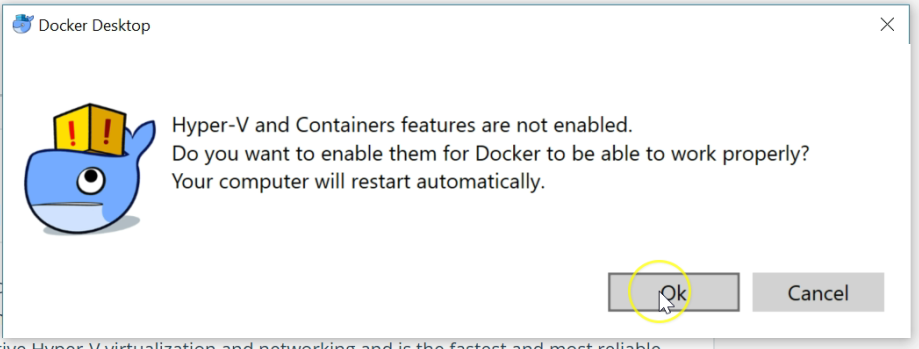 Docker Desktop
! !
Hyper-V and Containers features are not enabled.
Do you want to enable them for Docker to be able to work properly?
Your computer will restart automatically.
Ok Cancel
tive Hyper-V virtualization and networking and is the fastest and most reliable